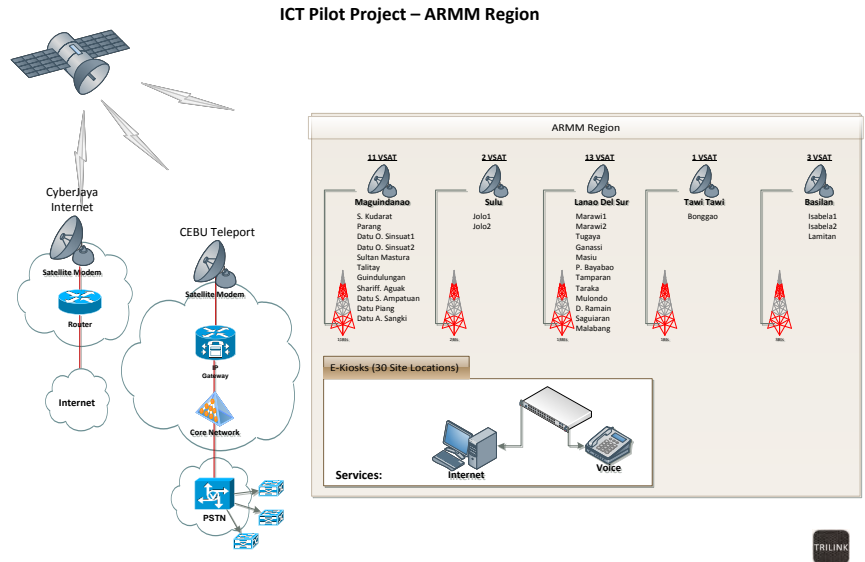 ICT Pilot Project – ARMM Region
CyberJaya
Internet
Satellite Modem
Router
Internet
CEBU Teleport
Satellite Modem
IP
Gateway
Core Network
PSTN
ARMM Region
11 VSAT
Maguindanao
S. Kudarat
Parang
Datu O. Sinsuat1
Datu O. Sinsuat2
Sultan Mastura
Talitay
Guindulungan
Shariff. Aguak
Datu S. Ampatuan
Datu Piang
Datu A. Sangki
2 VSAT
Sulu
Jolo1
Jolo2
13 VSAT
Lanao Del Sur
Marawi1
Marawi2
Tugaya
Ganassi
Masiu
P. Bayabao
Tamparan
Taraka
Mulondo
D. Ramain
Saguiaran
Malabang
1 VSAT
Tawi Tawi
Bonggao
3 VSAT
Basilan
Isabela1
Isabela2
Lamitan
E-Kiosks (30 Site Locations)
Internet
Voice
Services:
TRILINK